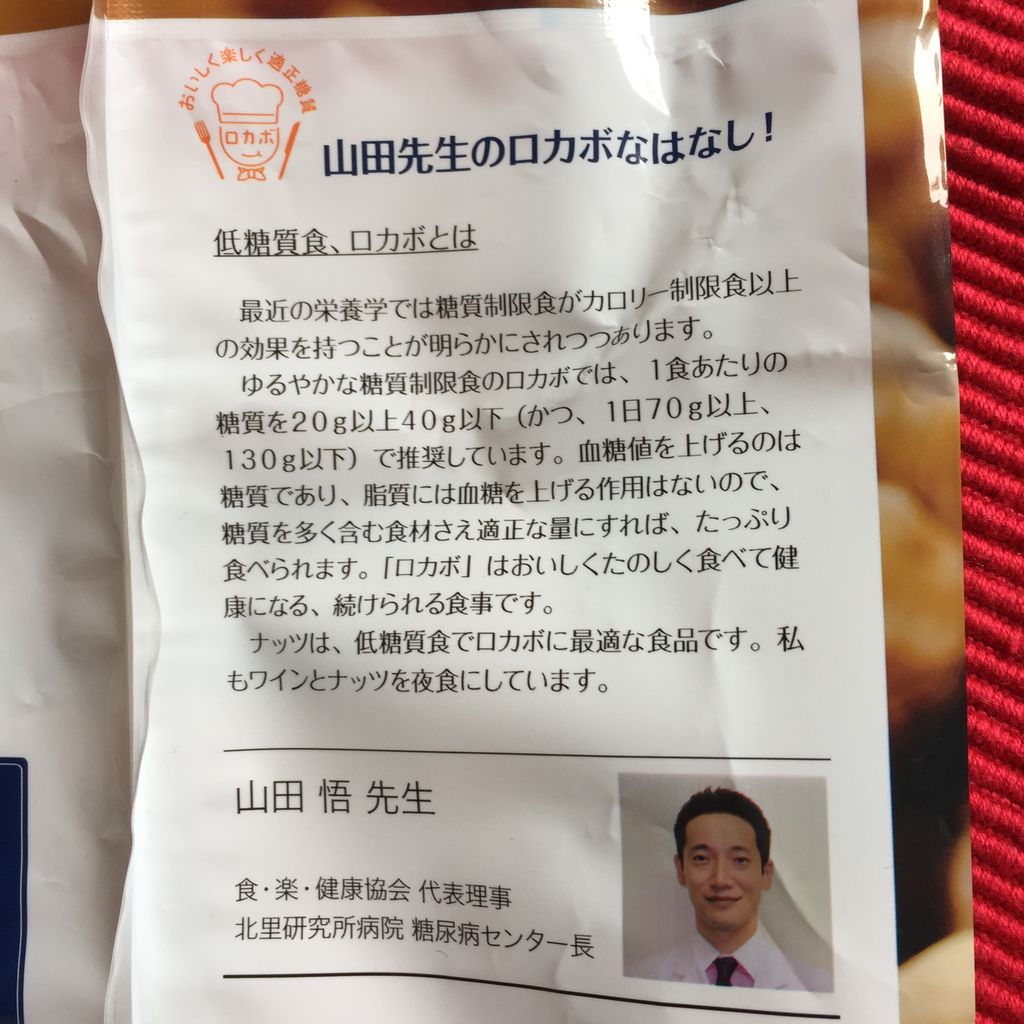 おいしく楽しく適正糖質
ロカボ
山田先生のロカボなはなし！
低糖質食、ロカボとは
最近の栄養学では糖質制限食がカロリー制限食以上
の効果を持つことが明らかにされつつあります。
ゆるやかな糖質制限食のロカボでは、1食あたりの
糖質を20g以上40g以下（かつ、1日70g以上、
130g以下）で推奨しています。血糖値を上げるのは
糖質であり、脂質には血糖を上げる作用はないので、
糖質を多く含む食材さえ適正な量にすれば、たっぷり
食べられます。「ロカボ」はおいしくたのしく食べて健
康になる、続けられる食事です。
ナッツは、低糖質食でロカボに最適な食品です。私
もワインとナッツを夜食にしています。
山田 悟 先生
食・楽・健康協会 代表理事
北里研究所病院 糖尿病センター長